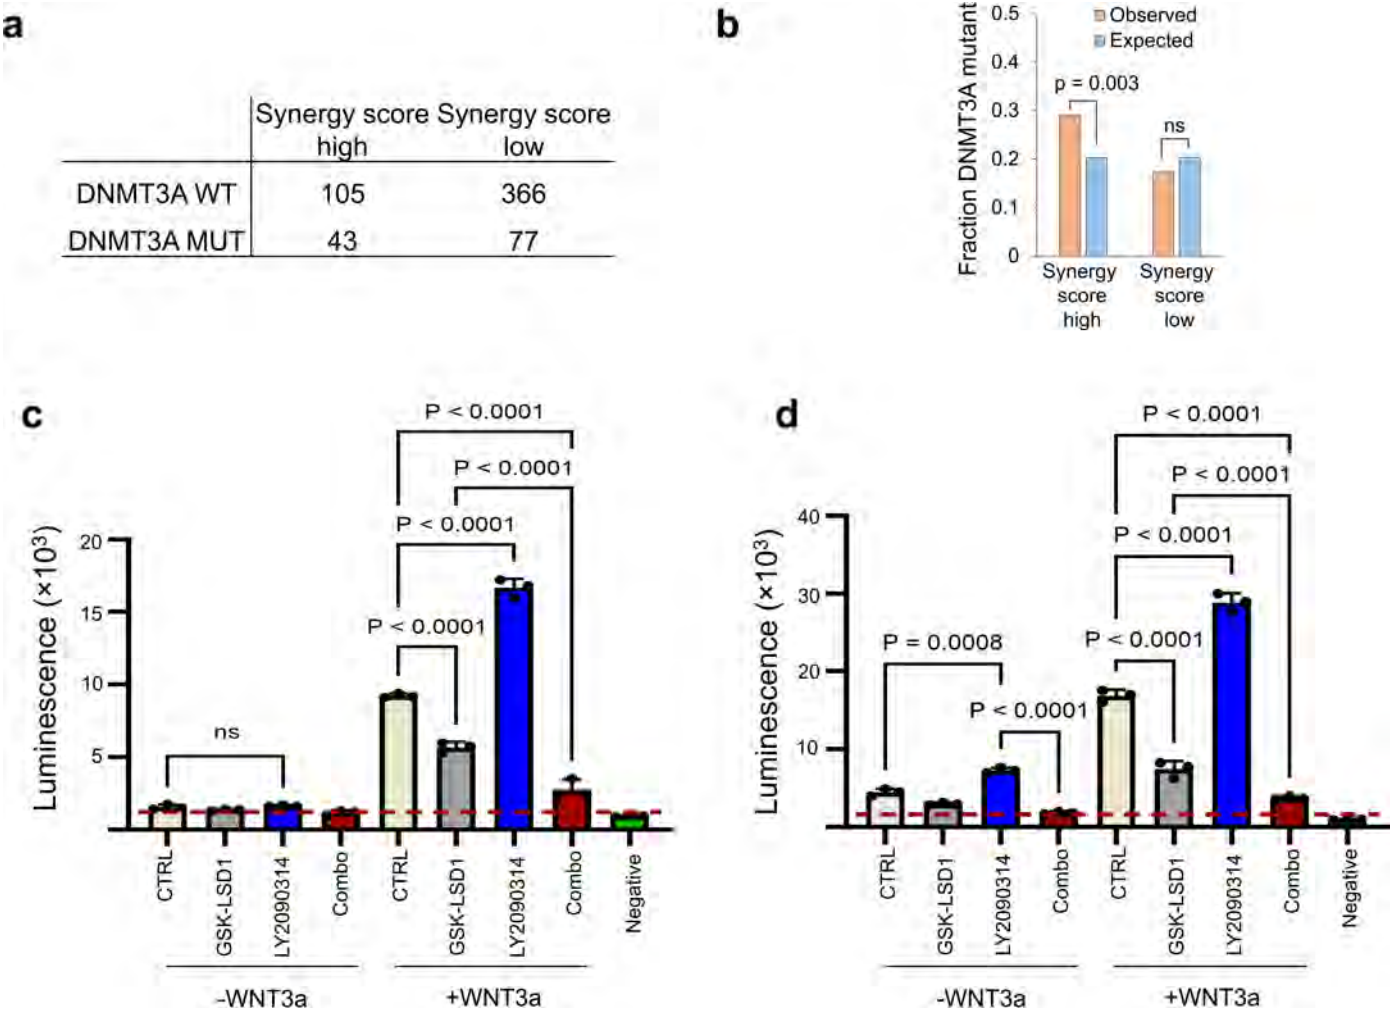 a
Synergy score Synergy score
high low
DNMT3A WT 105 366
DNMT3A MUT 43 77
b
Fraction DNMT3A mutant
0.5
0.4
0.3
0.2
0.1
0
Observed
Expected
p = 0.003
ns
Synergy
score
high
Synergy
score
low
c
Luminescence (×10³)
20
15
10
5
P < 0.0001
P < 0.0001
P < 0.0001
P < 0.0001
ns
CTRL
GSK-LSD1
LY2090314
Combo
CTRL
GSK-LSD1
LY2090314
Combo
Negative
-WNT3a
+WNT3a
d
Luminescence (×10³)
40
30
20
10
P < 0.0001
P < 0.0001
P < 0.0001
P < 0.0001
P = 0.0008
P < 0.0001
CTRL
GSK-LSD1
LY2090314
Combo
CTRL
GSK-LSD1
LY2090314
Combo
Negative
-WNT3a
+WNT3a